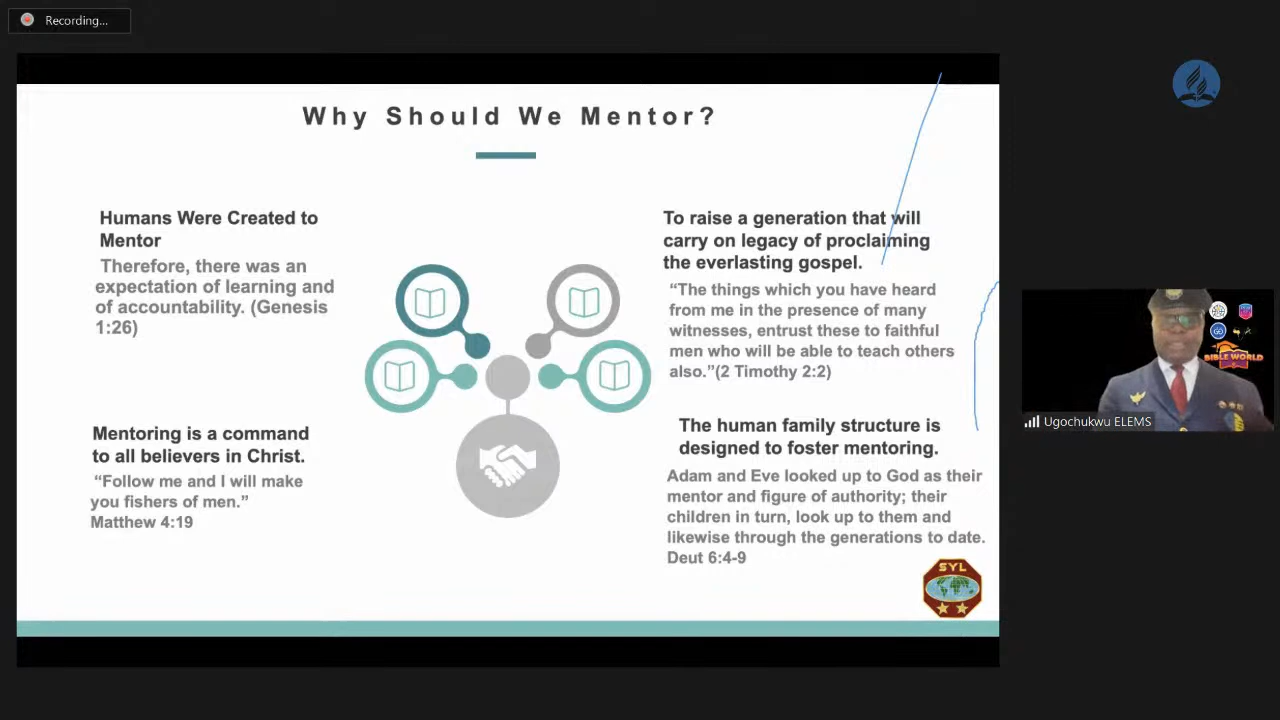 Recording...
Why Should We Mentor?
Humans Were Created to
Mentor
Therefore, there was an
expectation of learning and
of accountability. (Genesis
1:26)
Mentoring is a command
to all believers in Christ.
“Follow me and I will make
you fishers of men.”
Matthew 4:19
To raise a generation that will
carry on legacy of proclaiming
the everlasting gospel.
“The things which you have heard
from me in the presence of many
witnesses, entrust these to faithful
men who will be able to teach others
also.”(2 Timothy 2:2)
The human family structure is
designed to foster mentoring.
Adam and Eve looked up to God as their
mentor and figure of authority; their
children in turn, look up to them and
likewise through the generations to date.
Deut 6:4-9
SYL
BIBLE WORLD
Ugochukwu ELEMS